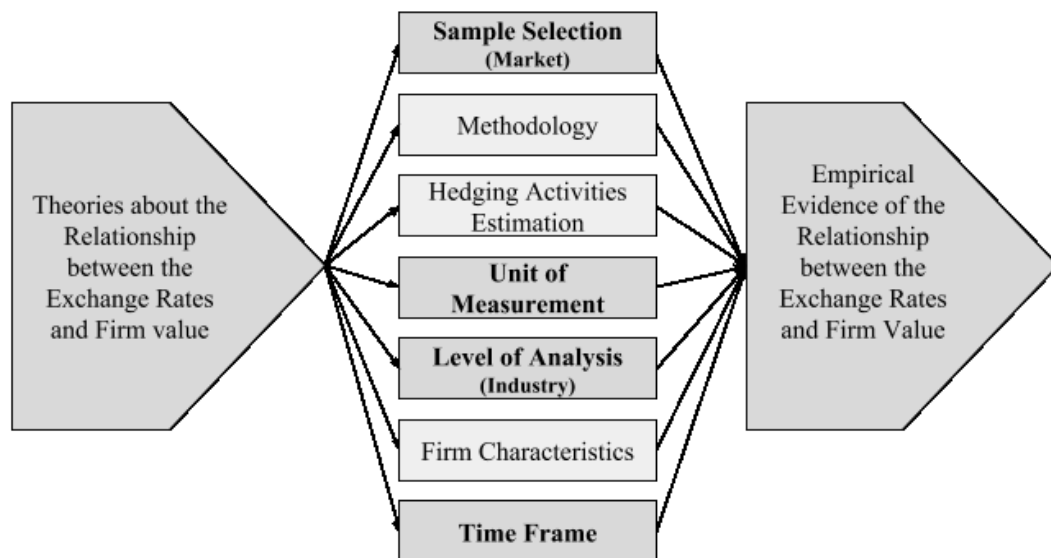 Theories about the
Relationship
between the
Exchange Rates
and Firm value
Sample Selection
(Market)
Methodology
Hedging Activities
Estimation
Unit of
Measurement
Level of Analysis
(Industry)
Firm Characteristics
Time Frame
Empirical
Evidence of the
Relationship
between the
Exchange Rates
and Firm Value